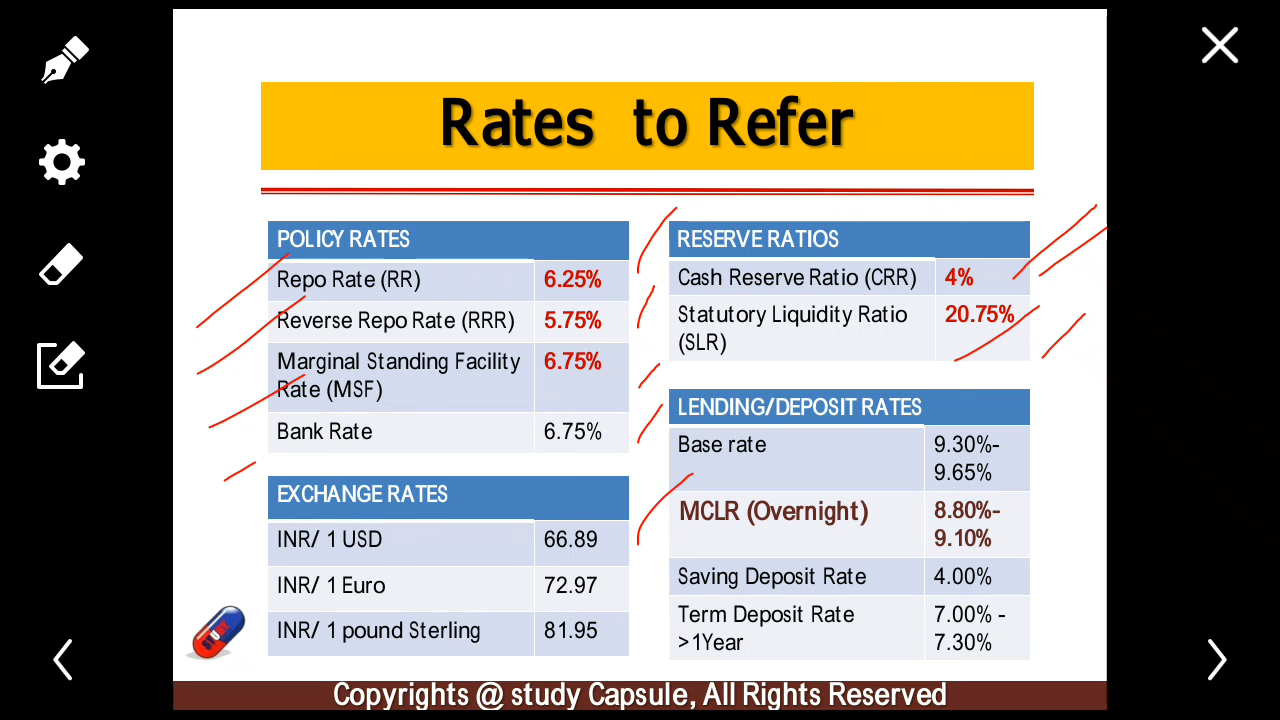 Rates to Refer
POLICY RATES
Repo Rate (RR) 6.25%
Reverse Repo Rate (RRR) 5.75%
Marginal Standing Facility 6.75%
Rate (MSF)
Bank Rate 6.75%
EXCHANGE RATES
INR/ 1 USD 66.89
INR/ 1 Euro 72.97
INR/ 1 pound Sterling 81.95
RESERVE RATIOS
Cash Reserve Ratio (CRR) 4%
Statutory Liquidity Ratio 20.75%
(SLR)
LENDING/DEPOSIT RATES
Base rate 9.30%-
9.65%
MCLR (Overnight) 8.80%-
9.10%
Saving Deposit Rate 4.00%
Term Deposit Rate 7.00% -
>1Year 7.30%
STUDY
Copyrights @ study Capsule, All Rights Reserved